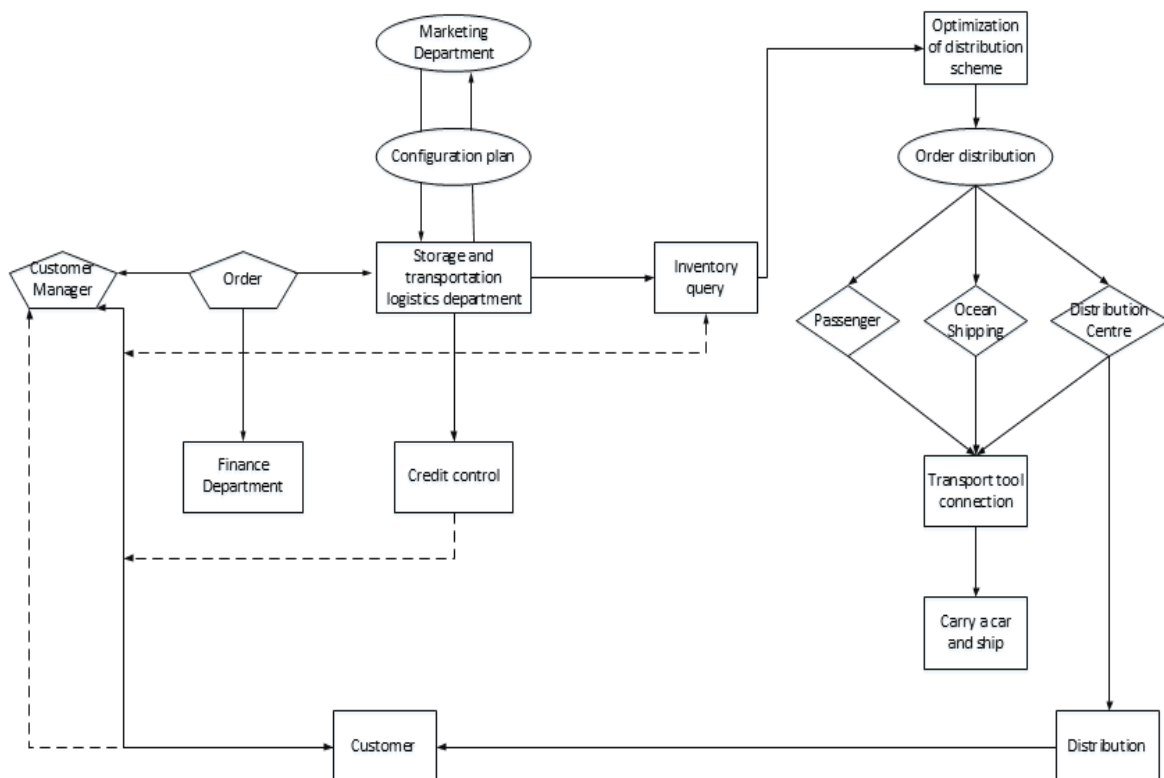 Marketing
Department
Optimization
of distribution
scheme
Configuration plan
Order distribution
Customer
Manager
Order
Storage and
transportation
logistics department
Inventory
query
Passenger
Ocean
Shipping
Distribution
Centre
Finance
Department
Credit control
Transport tool
connection
Carry a car
and ship
Customer
Distribution